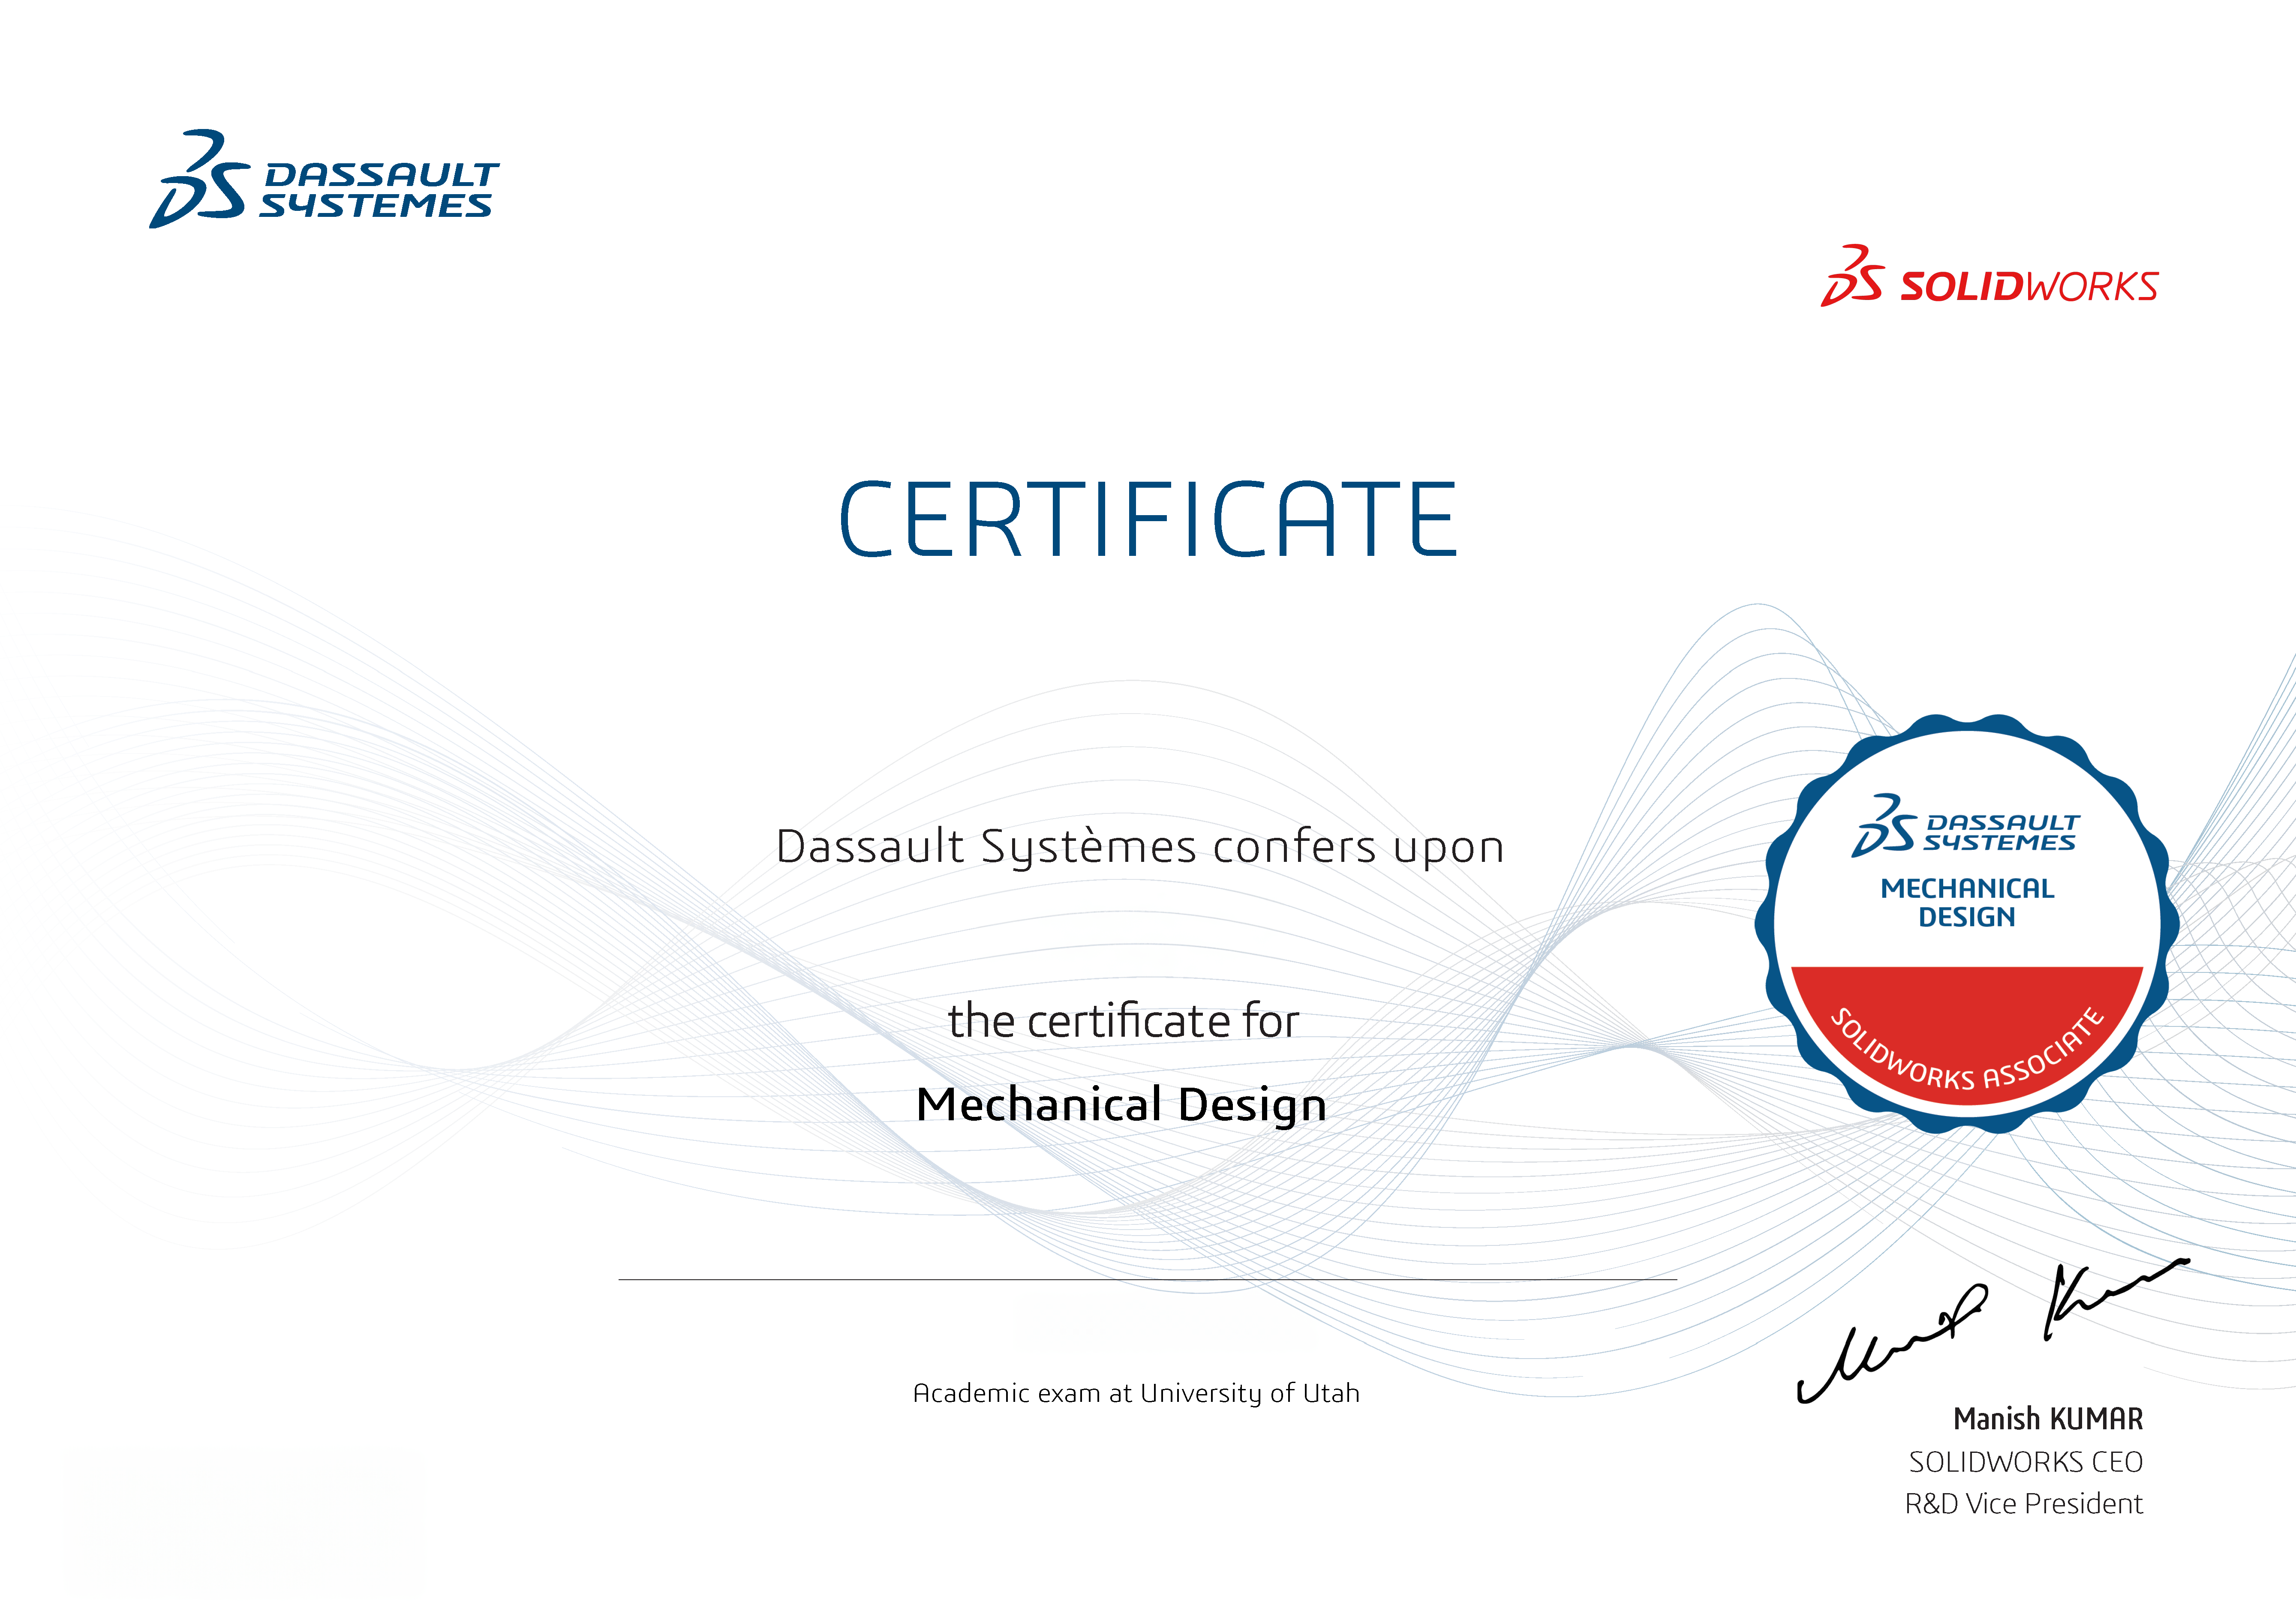 DASSAULT
SYSTEMES
SOLIDWORKS
CERTIFICATE
Dassault Systèmes confers upon
the certificate for
Mechanical Design
DASSAULT
SYSTEMES
MECHANICAL
DESIGN
SOLIDWORKS ASSOCIATE
Academic exam at University of Utah
Manish KUMAR
SOLIDWORKS CEO
R&D Vice President